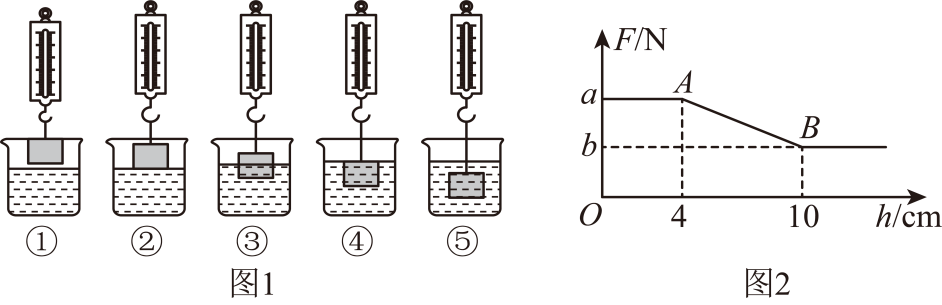 ① ② ③ ④ ⑤
图1
F/N
a
A
b
B
O
4
10
h/cm
图2